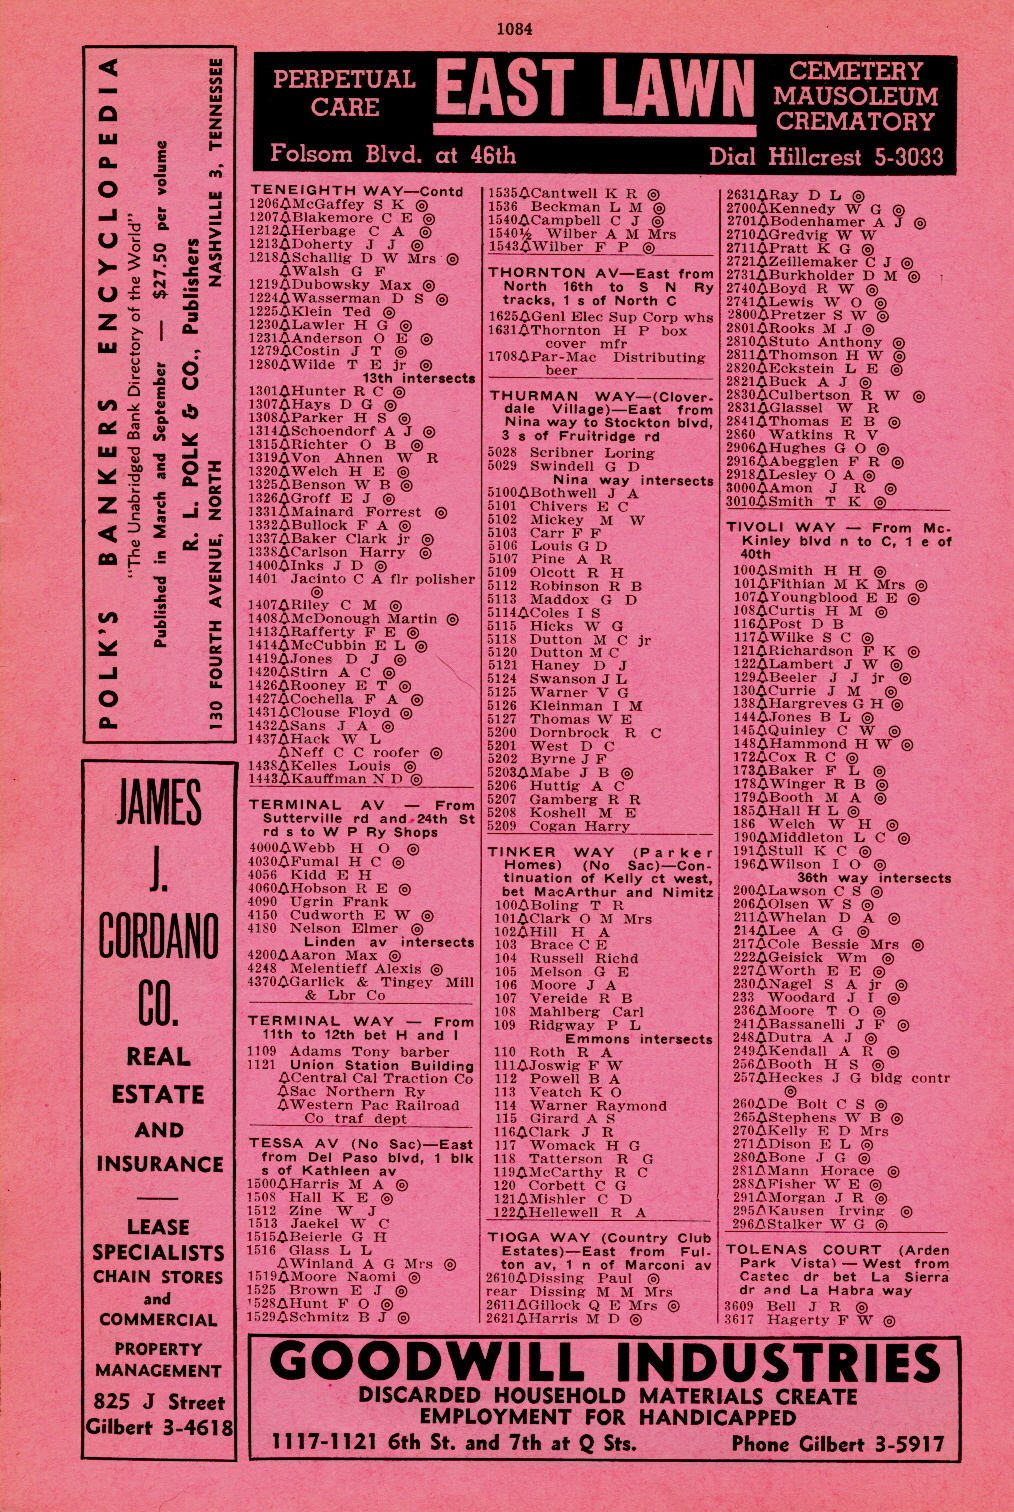 1084
POLK'S BANKERS ENCYCLOPEDIA
"The Unabridged Bank Directory of the World"
Published in March and September — $27.50 per volume
R. L. POLK & CO., Publishers
130 FOURTH AVENUE, NORTH NASHVILLE 3, TENNESSEE
JAMES
J.
CORDANO
CO.
REAL
ESTATE
AND
INSURANCE
LEASE
SPECIALISTS
CHAIN STORES
and
COMMERCIAL
PROPERTY
MANAGEMENT
825 J Street
Gilbert 3-4618
PERPETUAL
CARE
EAST LAWN
CEMETERY
MAUSOLEUM
CREMATORY
Folsom Blvd. at 46th
Dial Hillcrest 5-3033
TENEIGHTH WAY—Contd
1206△McGaffey S K ◎
1207△Blakemore C E ◎
1212△Herbage C A ◎
1213△Doherty J J ◎
1218△Schallig D W Mrs ◎
△Walsh G F
1219△Dubowsky Max ◎
1224△Wasserman D S ◎
1225△Klein Ted ◎
1230△Lawler H G ◎
1231△Anderson O E ◎
1279△Costin J T ◎
1280△Wilde T E jr ◎
13th intersects
1301△Hunter R C ◎
1307△Hays D G ◎
1308△Parker H S ◎
1314△Schoendorf A J ◎
1315△Richter O B ◎
1319△Von Ahnen W R
1320△Welch H E ◎
1325△Benson W B ◎
1326△Groff E J ◎
1331△Mainard Forrest ◎
1332△Bullock F A ◎
1337△Baker Clark jr ◎
1338△Carlson Harry ◎
1400△Inks J D ◎
1401 Jacinto C A flr polisher
◎
1407△Riley C M ◎
1408△McDonough Martin ◎
1413△Rafferty F E ◎
1414△McCubbin E L ◎
1419△Jones D J ◎
1420△Stirn A C ◎
1426△Rooney E T ◎
1427△Cochella F A ◎
1431△Clouse Floyd ◎
1432△Sans J A ◎
1437△Hack W L
△Neff C C roofer ◎
1438△Kelles Louis ◎
1443△Kauffman N D ◎
TERMINAL AV — From
Sutterville rd and 24th St
rd s to W P Ry Shops
4000△Webb H O ◎
4030△Fumal H C ◎
4056 Kidd E H
4060△Hobson R E ◎
4090 Ugrin Frank
4150 Cudworth E W ◎
4180 Nelson Elmer ◎
Linden av intersects
4200△Aaron Max ◎
4248 Melentieff Alexis ◎
4370△Garlick & Tingey Mill
& Lbr Co
TERMINAL WAY — From
11th to 12th bet H and I
1109 Adams Tony barber
1121 Union Station Building
△Central Cal Traction Co
△Sac Northern Ry
△Western Pac Railroad
Co traf dept
TESSA AV (No Sac)—East
from Del Paso blvd, 1 blk
s of Kathleen av
1500△Harris M A ◎
1508 Hall K E ◎
1512 Zine W J
1513 Jaekel W C
1515△Beierle G H
1516 Glass L L
△Winland A G Mrs ◎
1519△Moore Naomi ◎
1525 Brown E J ◎
1528△Hunt F O ◎
1529△Schmitz B J ◎
1535△Cantwell K R ◎
1536 Beckman L M ◎
1540△Campbell C J ◎
1540½ Wilber A M Mrs
1543△Wilber F P ◎
THORNTON AV—East from
North 16th to S N Ry
tracks, 1 s of North C
1625△Genl Elec Sup Corp whs
1631△Thornton H P box
cover mfr
1708△Par-Mac Distributing
beer
THURMAN WAY—(Clover-
dale Village)—East from
Nina way to Stockton blvd,
3 s of Fruitridge rd
5028 Scribner Loring
5029 Swindell G D
Nina way intersects
5100△Bothwell J A
5101 Chivers E C
5102 Mickey M W
5103 Carr F F
5106 Louis G D
5107 Pine A R
5109 Olcott R H
5112 Robinson R B
5113 Maddox G D
5114△Coles I S
5115 Hicks W G
5118 Dutton M C jr
5120 Dutton M C
5121 Haney D J
5124 Swanson J L
5125 Warner V G
5126 Kleinman I M
5127 Thomas W E
5200 Dornbrock R C
5201 West D C
5202 Byrne J F
5203△Mabe J B ◎
5206 Huttig A C
5207 Gamberg R R
5208 Koshell M E
5209 Cogan Harry
TINKER WAY (Parker
Homes) (No Sac)—Con-
tinuation of Kelly ct west,
bet MacArthur and Nimitz
100△Boling T R
101△Clark O M Mrs
102△Hill H A
103 Brace C E
104 Russell Richd
105 Melson G E
106 Moore J A
107 Vereide R B
108 Mahlberg Carl
109 Ridgway P L
Emmons intersects
110 Roth R A
111△Joswig F W
112 Powell B A
113 Veatch K O
114 Warner Raymond
115 Girard A S
116△Clark J R
117 Womack H G
118 Tatterson R G
119△McCarthy R C
120 Corbett C G
121△Mishler C D
122△Hellewell R A
TIOGA WAY (Country Club
Estates)—East from Ful-
ton av, 1 n of Marconi av
2610△Dissing Paul ◎
rear Dissing M M Mrs
2611△Gillock Q E Mrs ◎
2621△Harris M D ◎
2631△Ray D L ◎
2700△Kennedy W G ◎
2701△Bodenhamer A J ◎
2710△Gredvig W W
2711△Pratt K G ◎
2721△Zeillemaker C J ◎
2731△Burkholder D M ◎
2740△Boyd R W ◎
2741△Lewis W O ◎
2800△Pretzer S W ◎
2801△Rooks M J ◎
2810△Stuto Anthony ◎
2811△Thomson H W ◎
2820△Eckstein L E ◎
2821△Buck A J ◎
2830△Culbertson R W ◎
2831△Glassel W R
2841△Thomas E B ◎
2860 Watkins R V
2906△Hughes G O ◎
2916△Abegglen F R ◎
2918△Lesley O A ◎
3000△Amon J R ◎
3010△Smith T K ◎
TIVOLI WAY — From Mc-
Kinley blvd n to C, 1 e of
40th
100△Smith H H ◎
101△Fithian M K Mrs ◎
107△Youngblood E E ◎
108△Curtis H M ◎
116△Post D B
117△Wilke S C ◎
121△Richardson F K ◎
122△Lambert J W ◎
129△Beeler J J jr ◎
130△Currie J M ◎
138△Hargreves G H ◎
144△Jones B L ◎
145△Quinley C W ◎
148△Hammond H W ◎
172△Cox R C ◎
173△Baker F L ◎
178△Winger R B ◎
179△Booth M A ◎
185△Hall H L ◎
186 Welch W H ◎
190△Middleton L C ◎
191△Stull K C ◎
196△Wilson I O ◎
36th way intersects
200△Lawson C S ◎
206△Olsen W S ◎
211△Whelan D A ◎
214△Lee A G ◎
217△Cole Bessie Mrs ◎
222△Geisick Wm ◎
227△Worth E E ◎
230△Nagel S A jr ◎
233 Woodard J I ◎
236△Moore T O ◎
241△Bassanelli J F ◎
248△Dutra A J ◎
249△Kendall A R ◎
256△Booth H S ◎
257△Heckes J G bldg contr
◎
260△De Bolt C S ◎
265△Stephens W B ◎
270△Kelly E D Mrs
271△Dison E L ◎
280△Bone J G ◎
281△Mann Horace ◎
288△Fisher W E ◎
291△Morgan J R ◎
295△Kausen Irving ◎
296△Stalker W G ◎
TOLENAS COURT (Arden
Park Vista) — West from
Castec dr bet La Sierra
dr and La Habra way
3609 Bell J R ◎
3617 Hagerty F W ◎
GOODWILL INDUSTRIES
DISCARDED HOUSEHOLD MATERIALS CREATE
EMPLOYMENT FOR HANDICAPPED
1117-1121 6th St. and 7th at Q Sts. Phone Gilbert 3-5917